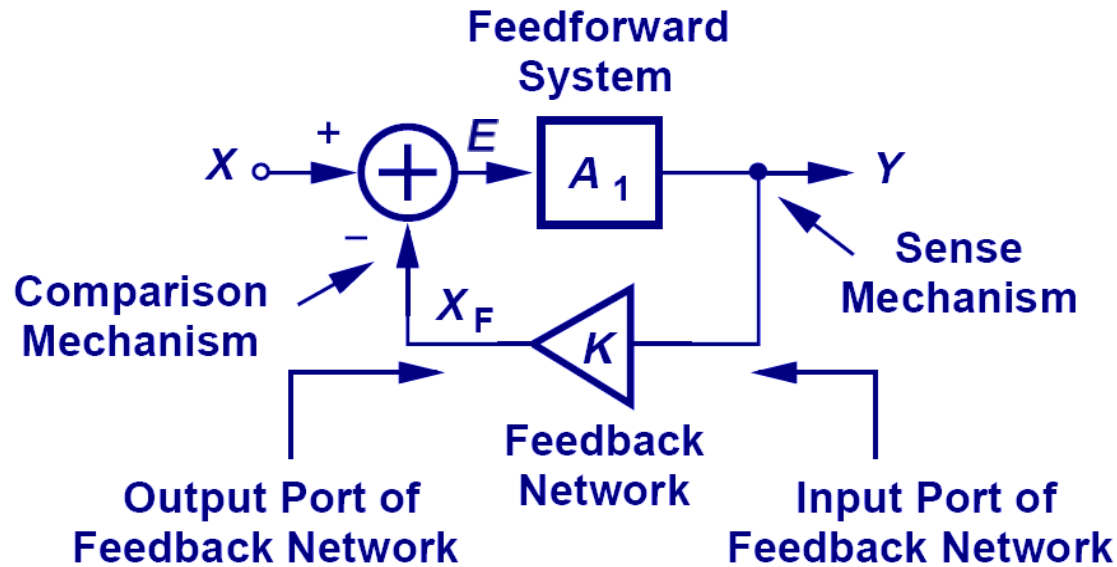 Feedforward
System
X
+
E
A1
Y
−
Comparison
Mechanism
XF
K
Sense
Mechanism
Feedback
Network
Output Port of
Feedback Network
Input Port of
Feedback Network